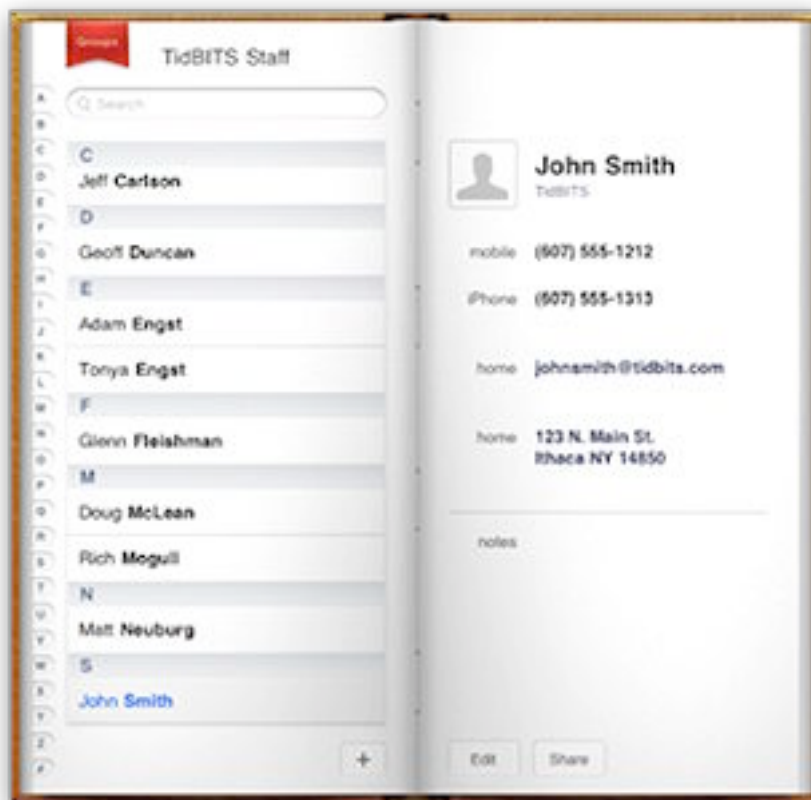 Groups
TidBITS Staff
Search
A
B
C
D
E
F
G
H
I
J
K
L
M
N
O
P
Q
R
S
T
U
V
W
X
Y
Z
#
C
Jeff Carlson
D
Geoff Duncan
E
Adam Engst
Tonya Engst
F
Glenn Fleishman
M
Doug McLean
Rich Mogull
N
Matt Neuburg
S
John Smith
+
John Smith
TidBITS
mobile (607) 555-1212
iPhone (607) 555-1313
home johnsmith@tidbits.com
home 123 N. Main St.
Ithaca NY 14850
notes
Edit Share